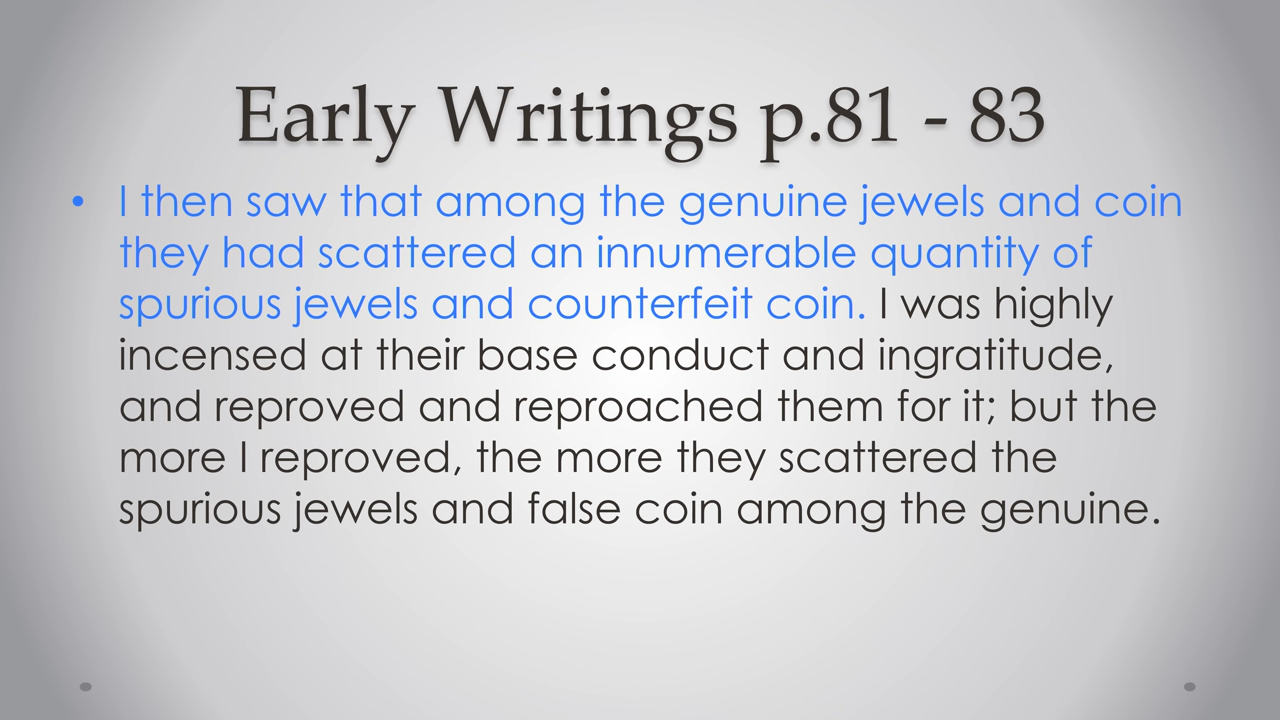 Early Writings p.81 - 83
• I then saw that among the genuine jewels and coin
they had scattered an innumerable quantity of
spurious jewels and counterfeit coin. I was highly
incensed at their base conduct and ingratitude,
and reproved and reproached them for it; but the
more I reproved, the more they scattered the
spurious jewels and false coin among the genuine.